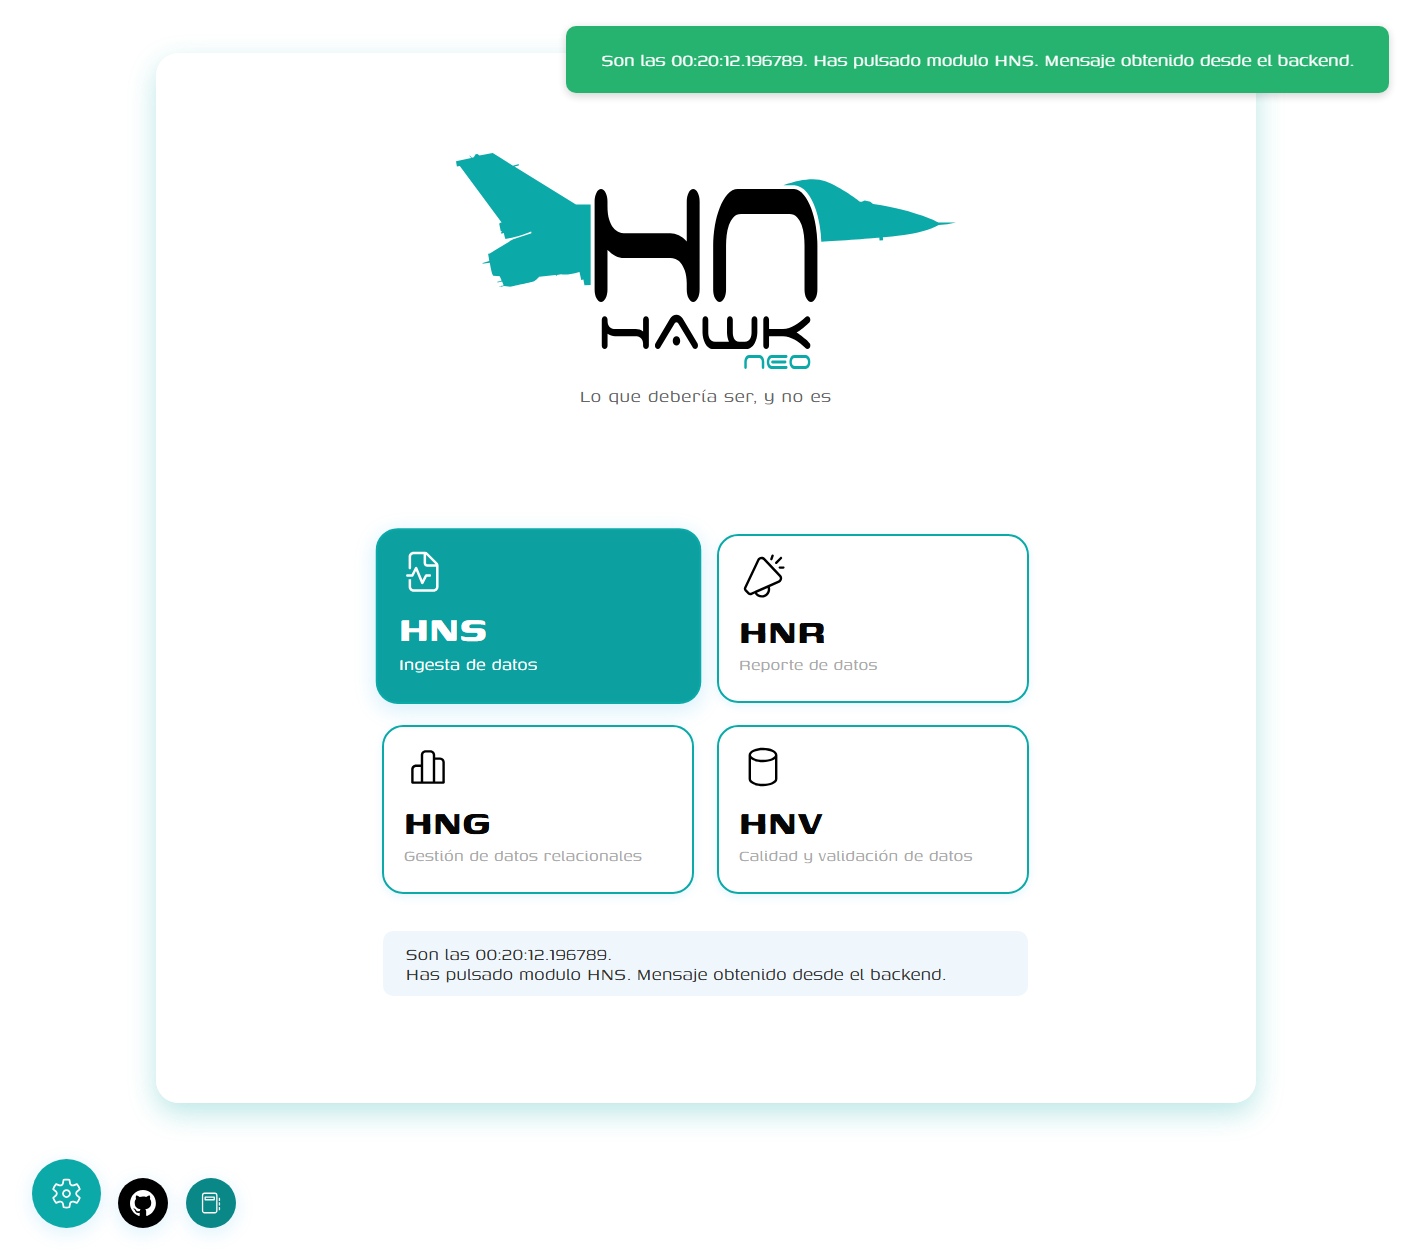 Son las 00:20:12.196789. Has pulsado modulo HNS. Mensaje obtenido desde el backend.
HN
HAWK
neo
Lo que debería ser, y no es
HNS
Ingesta de datos
HNR
Reporte de datos
HNG
Gestión de datos relacionales
HNV
Calidad y validación de datos
Son las 00:20:12.196789.
Has pulsado modulo HNS. Mensaje obtenido desde el backend.